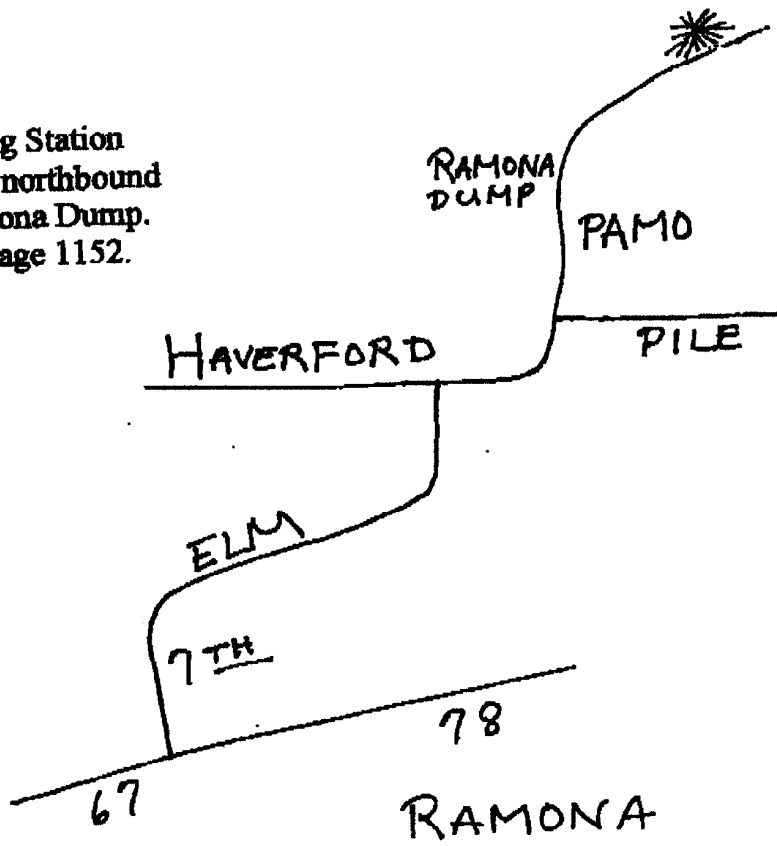 g Station
northbound
ona Dump.
age 1152.
RAMONA
DUMP
PAMO
PILE
HAVERFORD
ELM
7TH
78
67
RAMONA